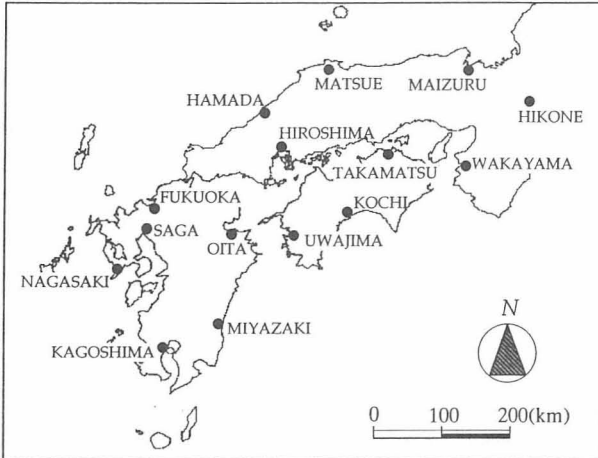 MATSUE
MAIZURU
HAMADA
HIKONE
HIROSHIMA
TAKAMATSU
WAKAYAMA
FUKUOKA
KOCHI
SAGA
OITA
UWAJIMA
NAGASAKI
MIYAZAKI
N
KAGOSHIMA
0 100 200(km)